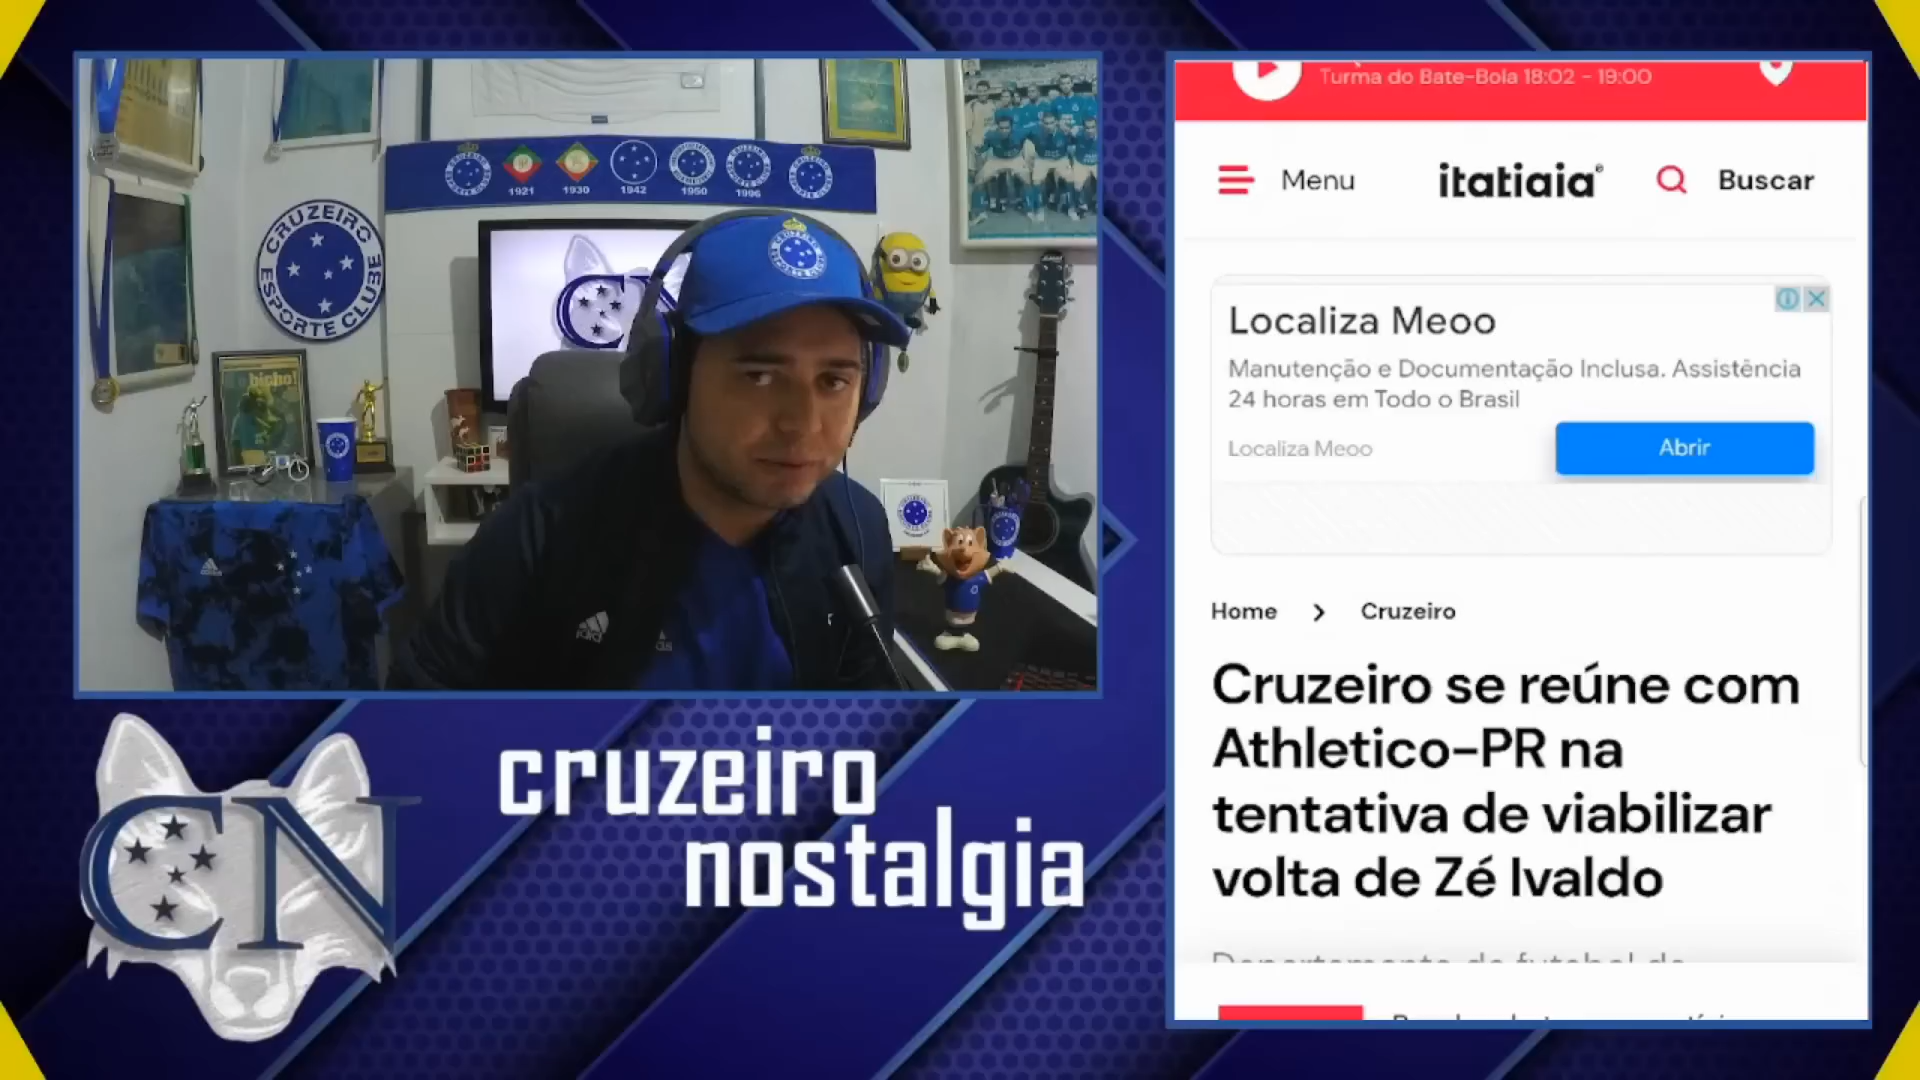 CRUZEIRO
ESPORTE CLUBE
1921
1930
1942
1950
1996
bicho!
CN
cruzeiro
nostalgia
Turma do Bate-Bola 18:02 - 19:00
Menu
itatiaia
Buscar
Localiza Meoo
Manutenção e Documentação Inclusa. Assistência
24 horas em Todo o Brasil
Localiza Meoo
Abrir
Home > Cruzeiro
Cruzeiro se reúne com
Athletico-PR na
tentativa de viabilizar
volta de Zé Ivaldo